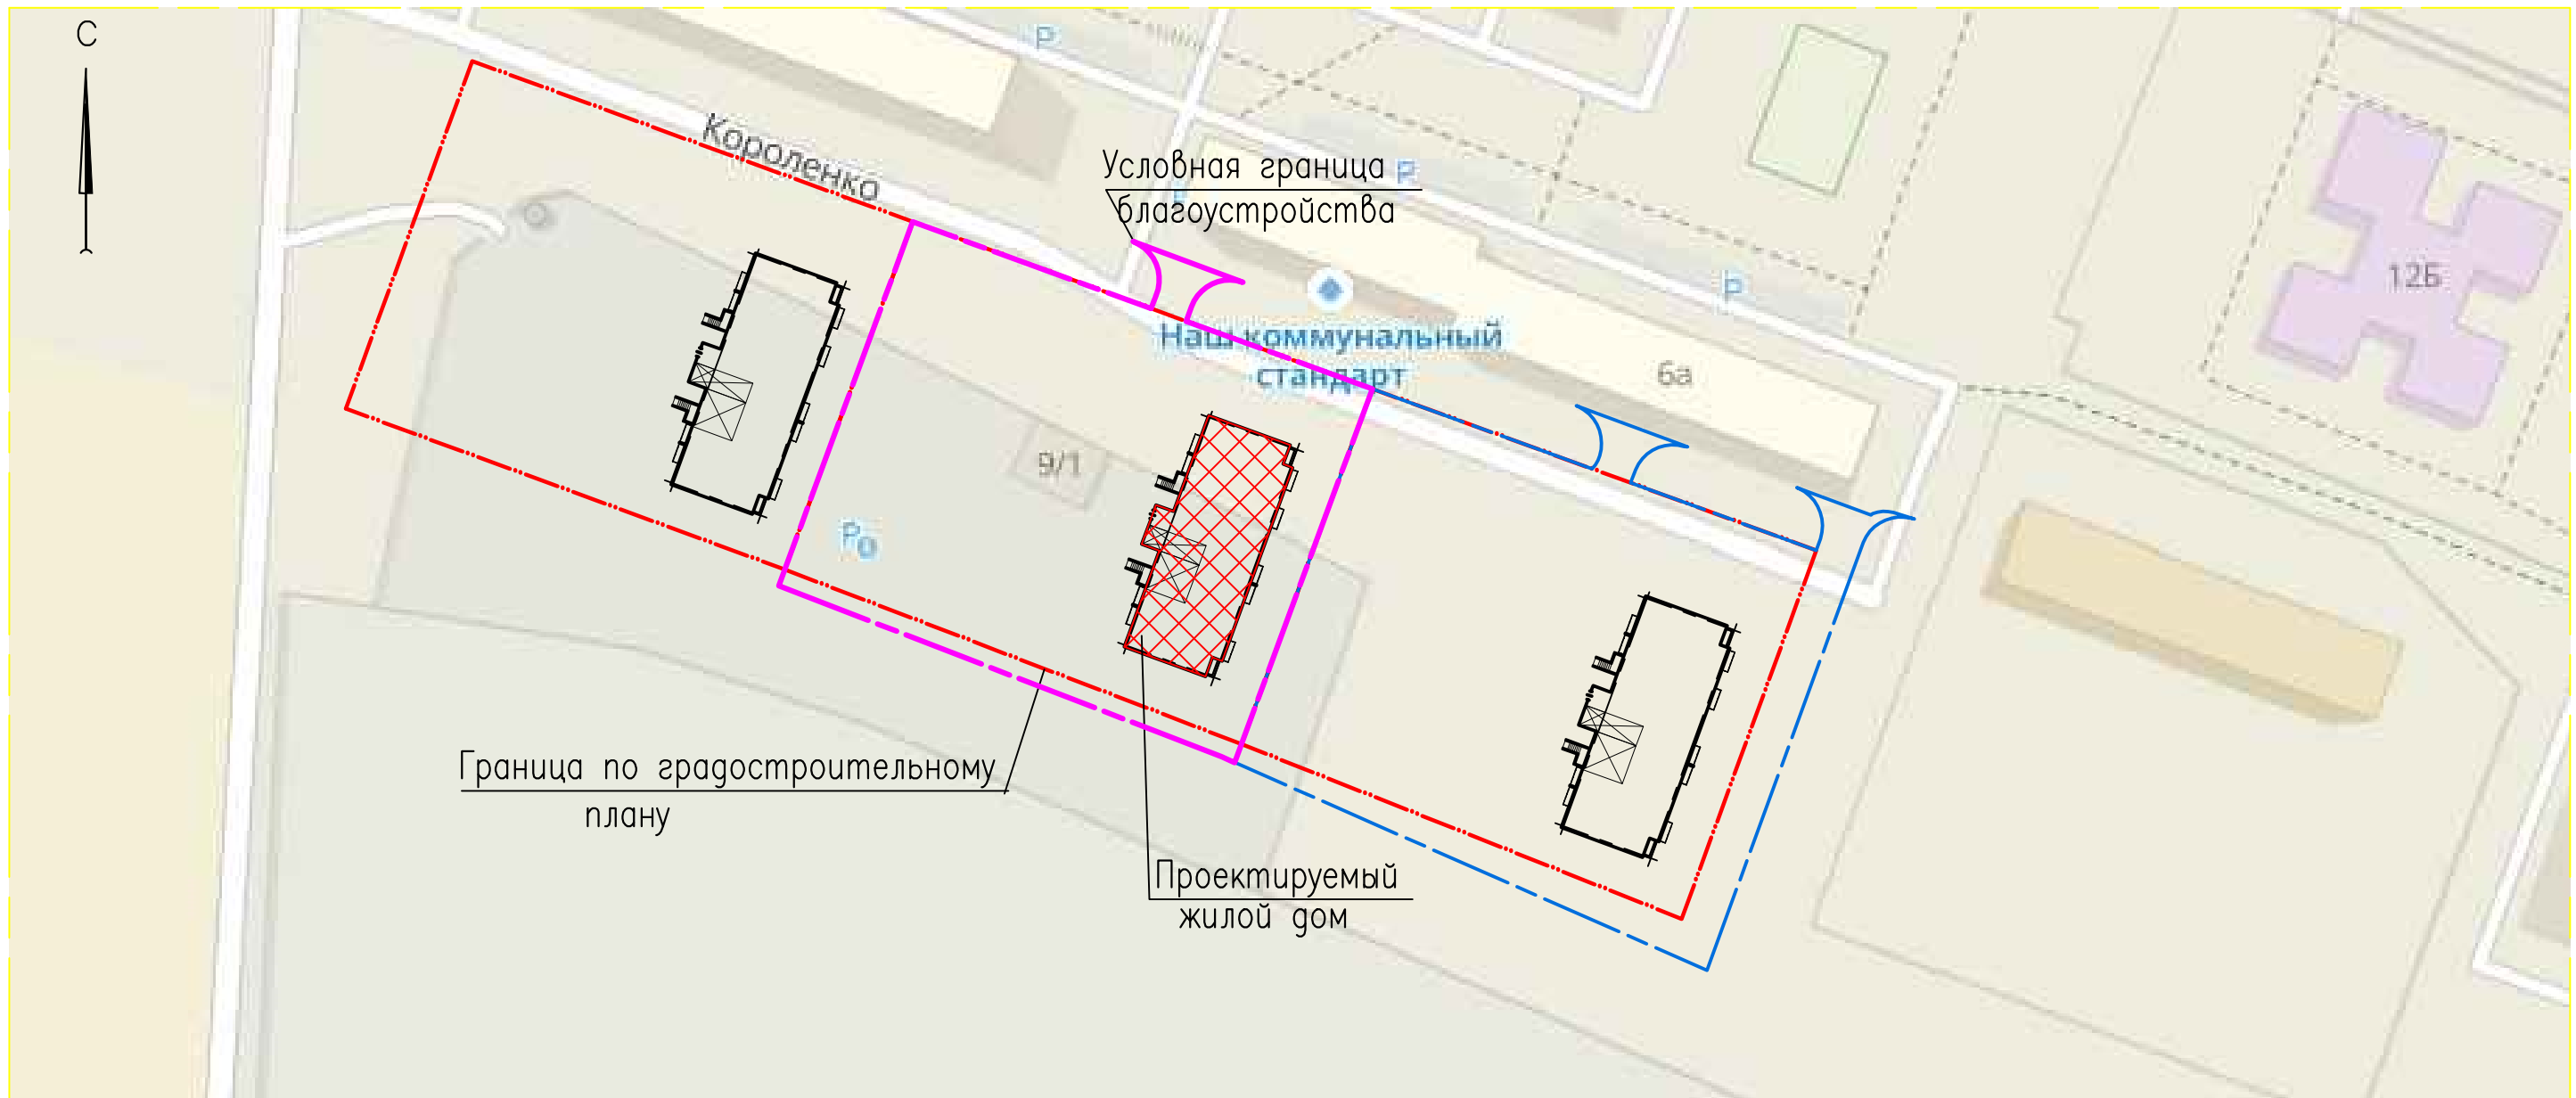 С
P
Короленко
Условная граница
благоустройства
P
P
12Б
Наш коммунальный
стандарт
6а
9/1
P
Граница по градостроительному
плану
Проектируемый
жилой дом